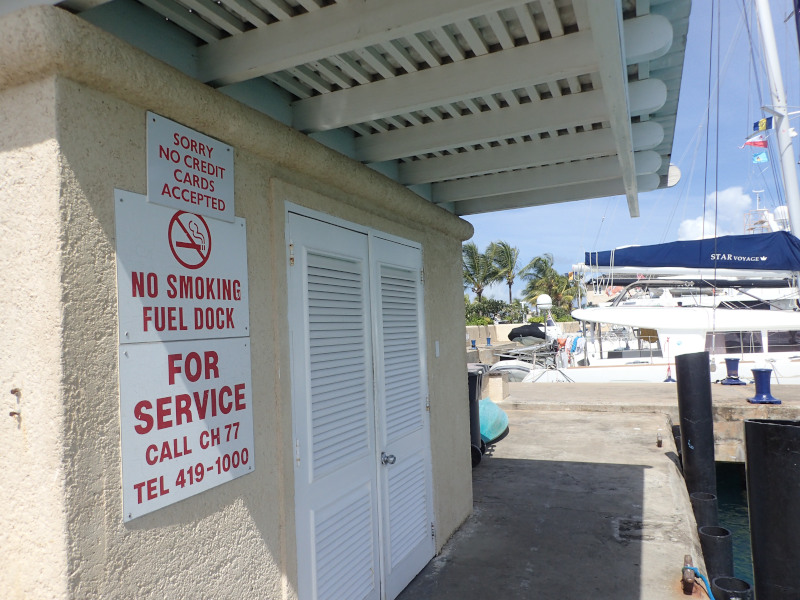 SORRY
NO CREDIT
CARDS
ACCEPTED
NO SMOKING
FUEL DOCK
FOR
SERVICE
CALL CH 77
TEL 419-1000
STAR VOYAGE